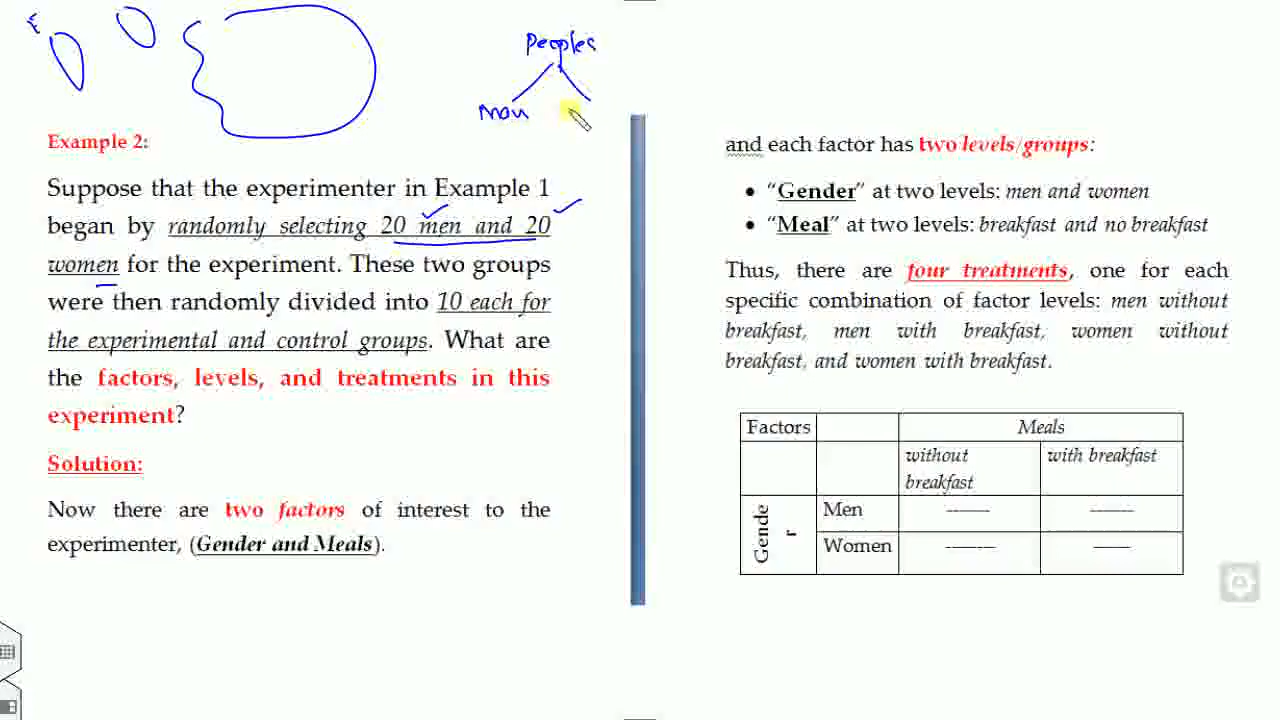 Peoples
Man
Example 2:
Suppose that the experimenter in Example 1
began by randomly selecting 20 men and 20
women for the experiment. These two groups
were then randomly divided into 10 each for
the experimental and control groups. What are
the factors, levels, and treatments in this
experiment?
Solution:
Now there are two factors of interest to the
experimenter, (Gender and Meals).
and each factor has two levels/groups:
• “Gender” at two levels: men and women
• “Meal” at two levels: breakfast and no breakfast
Thus, there are four treatments, one for each
specific combination of factor levels: men without
breakfast, men with breakfast, women without
breakfast, and women with breakfast.
Factors Meals
without with breakfast
breakfast
Gende
r
Men ------- -------
Women -------- ------